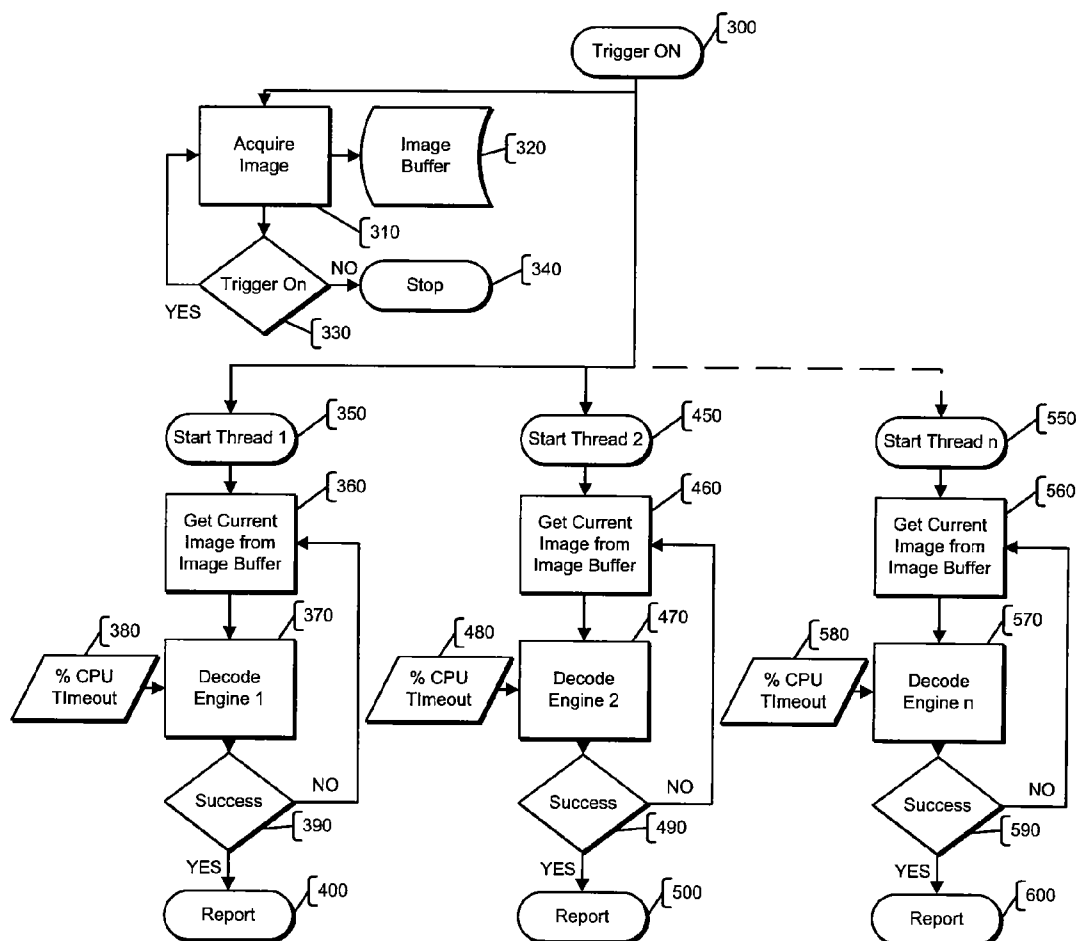 300
Trigger ON
Acquire
Image
Image
Buffer
320
310
Trigger On
NO
Stop
340
YES
330
Start Thread 1
350
Start Thread 2
450
Start Thread n
550
360
Get Current
Image from
Image Buffer
460
Get Current
Image from
Image Buffer
560
Get Current
Image from
Image Buffer
380
% CPU
TImeout
370
Decode
Engine 1
480
% CPU
TImeout
470
Decode
Engine 2
580
% CPU
TImeout
570
Decode
Engine n
Success
NO
390
YES
Success
NO
490
YES
Success
NO
590
YES
400
Report
500
Report
600
Report